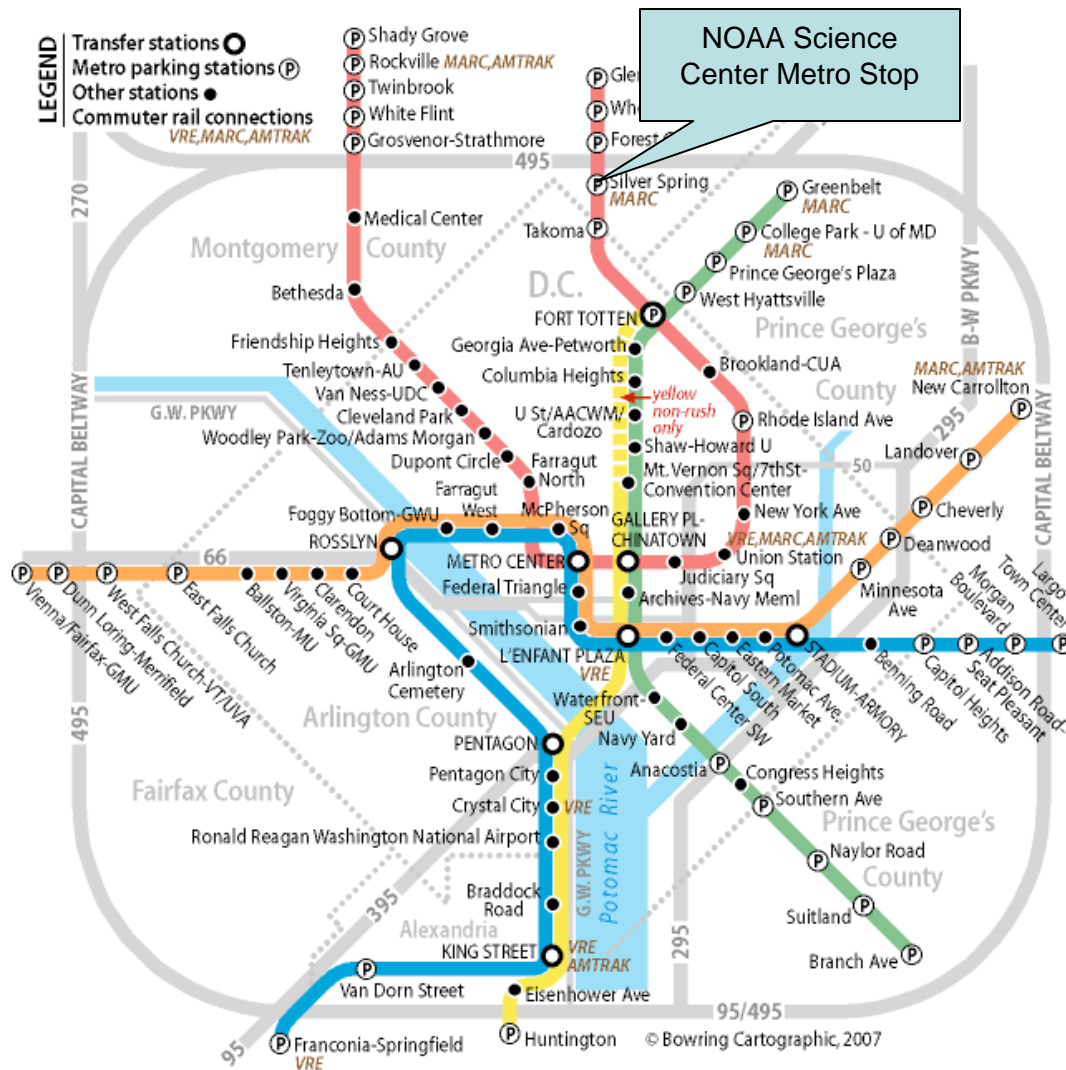 LEGEND
Transfer stations
Metro parking stations P
Other stations
Commuter rail connections
VRE,MARC,AMTRAK
NOAA Science
Center Metro Stop
Shady Grove
Rockville MARC,AMTRAK
Twinbrook
White Flint
Grosvenor-Strathmore
Forest
495
270
Silver Spring
MARC
Greenbelt
MARC
Takoma
College Park - U of MD
MARC
Medical Center
Montgomery County
Prince George's Plaza
D.C.
West Hyattsville
Bethesda
FORT TOTTEN
Prince George's
County
B-W PKWY
Friendship Heights
Georgia Ave-Petworth
Brookland-CUA
Tenleytown-AU
Columbia Heights
MARC,AMTRAK
New Carrollton
Van Ness-UDC
yellow
non-rush
only
G.W. PKWY
Cleveland Park
U St/AACWM/
Cardozo
Rhode Island Ave
295
CAPITAL BELTWAY
CAPITAL BELTWAY
Woodley Park-Zoo/Adams Morgan
Shaw-Howard U
Landover
Dupont Circle
Farragut
North
Mt. Vernon Sq/7thSt-
Convention Center
50
Farragut
West
McPherson
Sq
Foggy Bottom-GWU
GALLERY PL-
CHINATOWN
New York Ave
Cheverly
ROSSLYN
VRE,MARC,AMTRAK
Union Station
Deanwood
66
METRO CENTER
Judiciary Sq
Federal Triangle
Archives-Navy Meml
Minnesota
Ave
Morgan
Boulevard
Largo
Town Center
Vienna/Fairfax-GMU
Dunn Loring-Merrifield
West Falls Church-VT/UVA
East Falls Church
Ballston-MU
Virginia Sq-GMU
Clarendon
Court House
Smithsonian
L'ENFANT PLAZA
VRE
Federal Center SW
Capitol South
Eastern Market
Potomac Ave.
STADIUM-ARMORY
Benning Road
Capitol Heights
Addison Road-
Seat Pleasant
Arlington
Cemetery
Arlington County
Waterfront-
SEU
Navy Yard
495
PENTAGON
Anacostia
Pentagon City
Congress Heights
Fairfax County
Crystal City VRE
Southern Ave
Potomac River
Prince George's
County
Ronald Reagan Washington National Airport
Naylor Road
G.W. PKWY
Braddock
Road
395
Suitland
Alexandria
295
KING STREET
VRE
AMTRAK
Branch Ave
Van Dorn Street
Eisenhower Ave
95/495
95
Franconia-Springfield
VRE
Huntington
© Bowring Cartographic, 2007